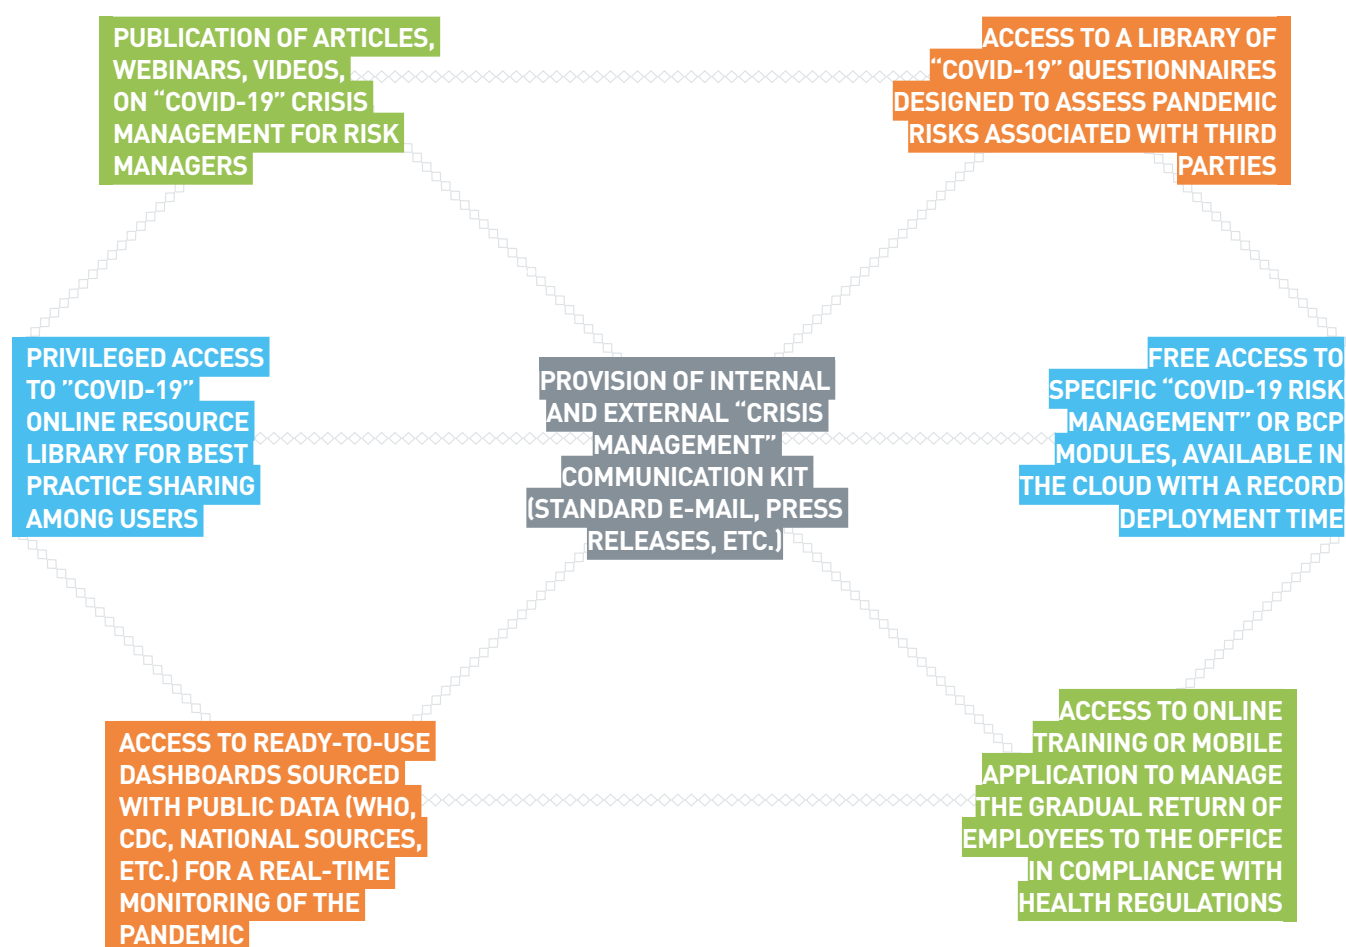 PUBLICATION OF ARTICLES,
WEBINARS, VIDEOS,
ON “COVID-19” CRISIS
MANAGEMENT FOR RISK
MANAGERS
ACCESS TO A LIBRARY OF
“COVID-19” QUESTIONNAIRES
DESIGNED TO ASSESS PANDEMIC
RISKS ASSOCIATED WITH THIRD
PARTIES
PRIVILEGED ACCESS
TO ”COVID-19”
ONLINE RESOURCE
LIBRARY FOR BEST
PRACTICE SHARING
AMONG USERS
PROVISION OF INTERNAL
AND EXTERNAL “CRISIS
MANAGEMENT”
COMMUNICATION KIT
(STANDARD E-MAIL, PRESS
RELEASES, ETC.)
FREE ACCESS TO
SPECIFIC “COVID-19 RISK
MANAGEMENT” OR BCP
MODULES, AVAILABLE IN
THE CLOUD WITH A RECORD
DEPLOYMENT TIME
ACCESS TO READY-TO-USE
DASHBOARDS SOURCED
WITH PUBLIC DATA (WHO,
CDC, NATIONAL SOURCES,
ETC.) FOR A REAL-TIME
MONITORING OF THE
PANDEMIC
ACCESS TO ONLINE
TRAINING OR MOBILE
APPLICATION TO MANAGE
THE GRADUAL RETURN OF
EMPLOYEES TO THE OFFICE
IN COMPLIANCE WITH
HEALTH REGULATIONS